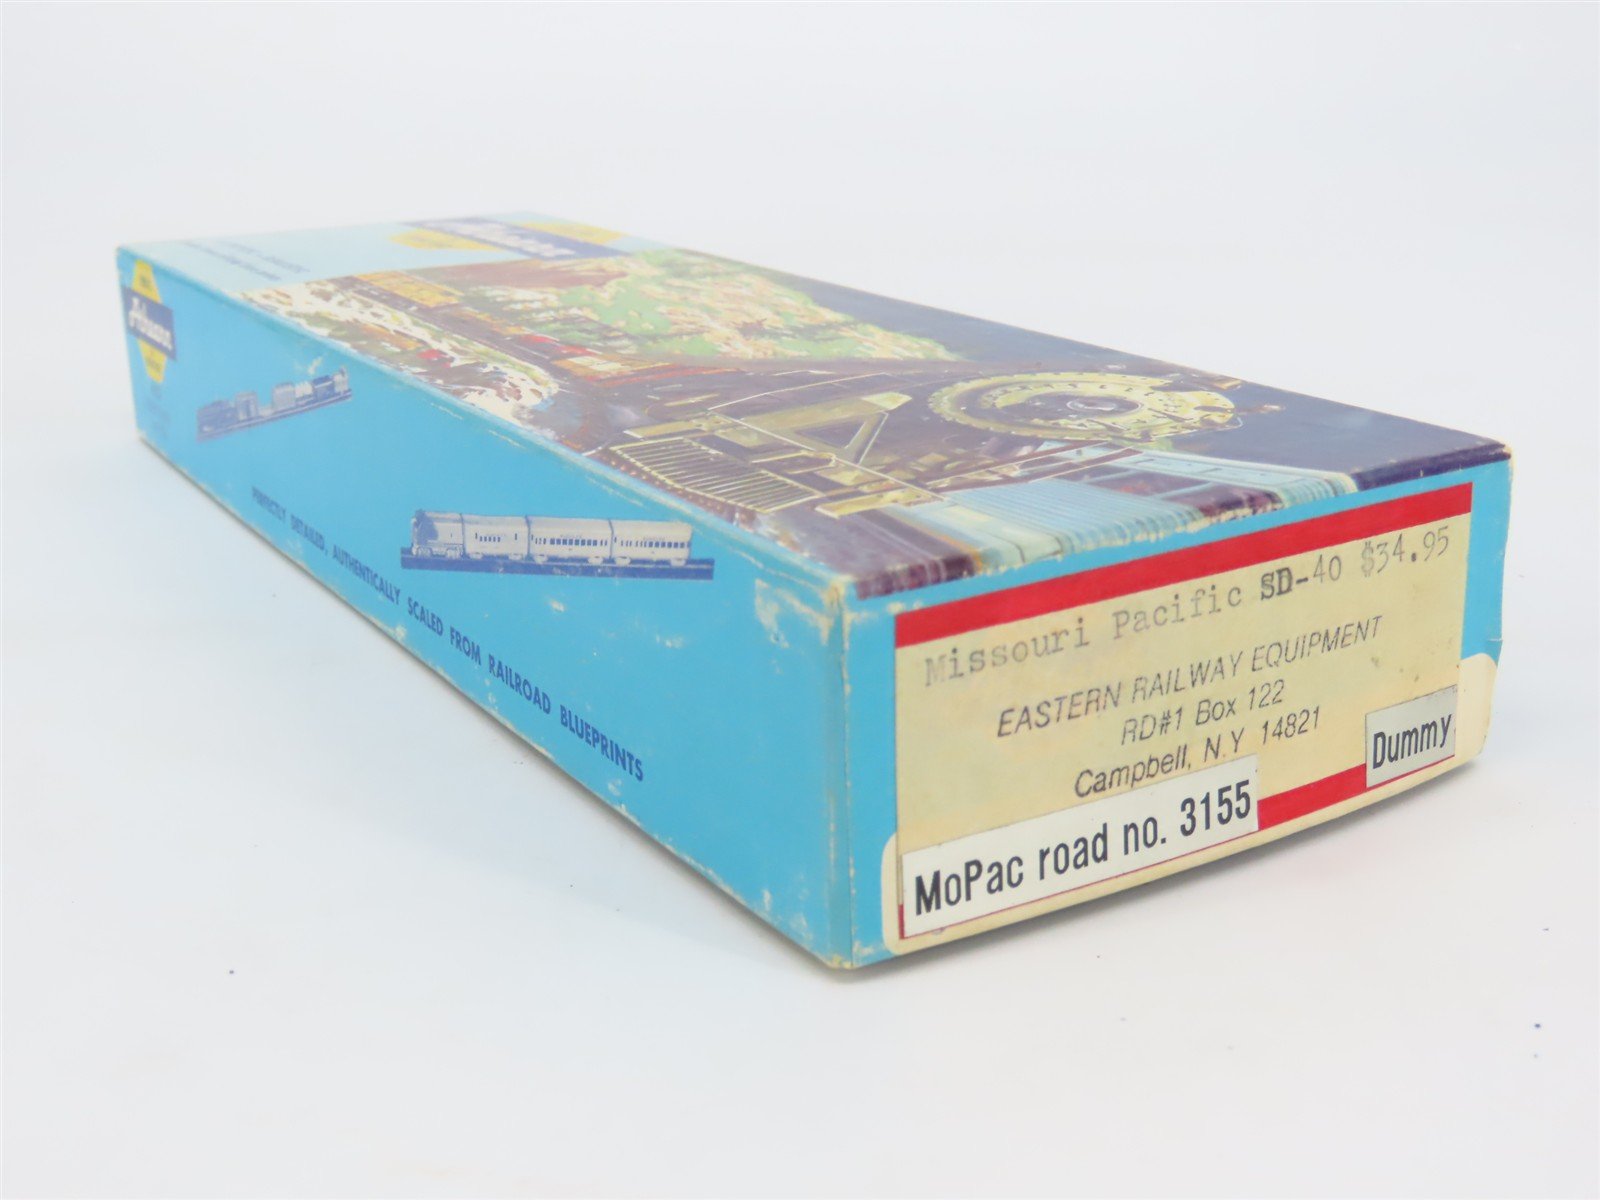 Athearn
PERFECTLY DETAILED, AUTHENTICALLY SCALED FROM RAILROAD BLUEPRINTS
Missouri Pacific SD-40 $34.95
EASTERN RAILWAY EQUIPMENT
RD#1 Box 122
Campbell, N.Y 14821
MoPac road no. 3155
Dummy